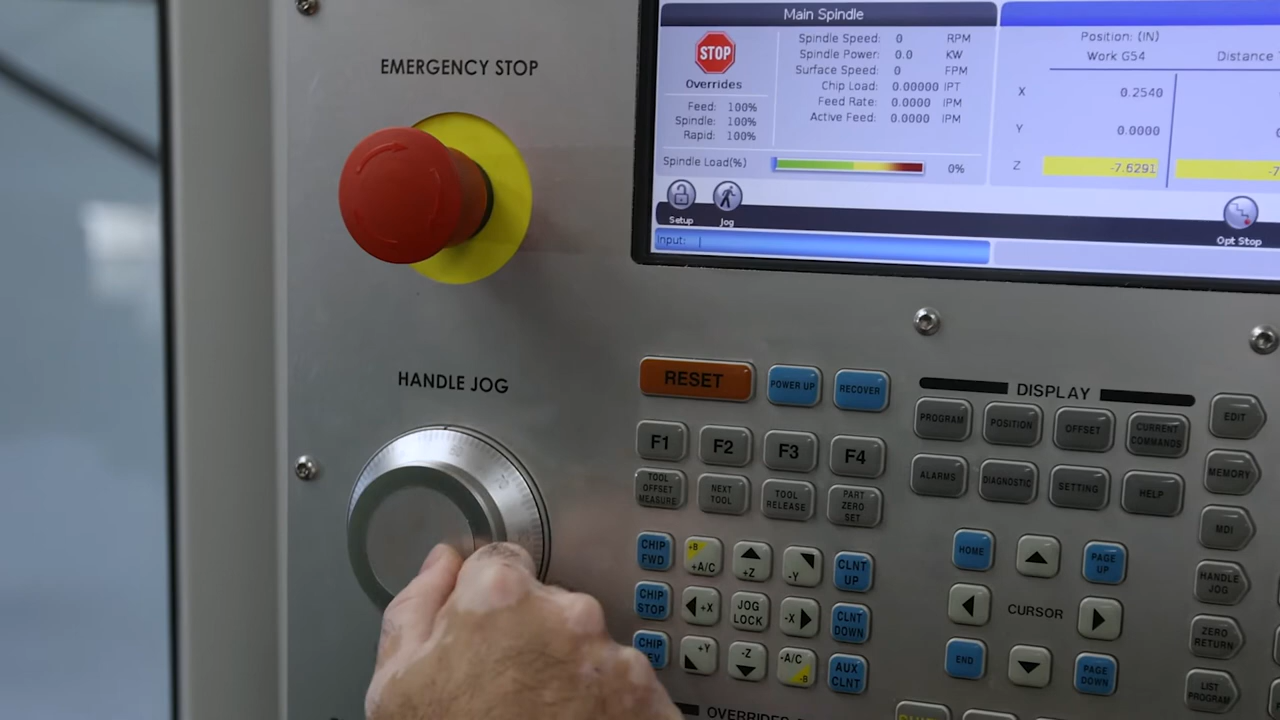 EMERGENCY STOP
HANDLE JOG
Main Spindle
STOP
Overrides
Feed: 100%
Spindle: 100%
Rapid: 100%
Spindle Speed: 0 RPM
Spindle Power: 0.0 KW
Surface Speed: 0 FPM
Chip Load: 0.00000 IPT
Feed Rate: 0.0000 IPM
Active Feed: 0.0000 IPM
Spindle Load(%) 0%
Position: (IN)
Work G54 Distance
X 0.2540
Y 0.0000
Z -7.6291 -7
Setup Jog Opt Stop
Input:
RESET POWER UP RECOVER
F1 F2 F3 F4
TOOL OFFSET MEASURE NEXT TOOL TOOL RELEASE PART ZERO SET
CHIP FWD +B +A/C +Z -Y CLNT UP
CHIP STOP +X JOG LOCK -X CLNT DOWN
CHIP REV +Y -Z -A/C -B AUX CLNT
DISPLAY
PROGRAM POSITION OFFSET CURRENT COMMANDS
ALARMS DIAGNOSTIC SETTING HELP
HOME PAGE UP
CURSOR
END PAGE DOWN
EDIT
MEMORY
MDI
HANDLE JOG
ZERO RETURN
LIST PROGRAM
OVERRIDES